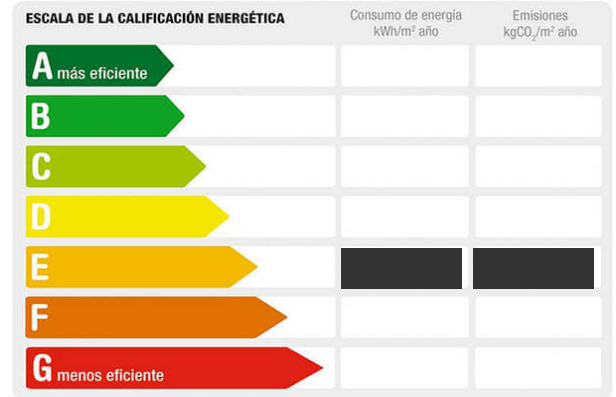 ESCALA DE LA CALIFICACIÓN ENERGÉTICA
Consumo de energía
kWh/m² año
Emisiones
kgCO₂/m² año
A más eficiente
B
C
D
E
F
G menos eficiente